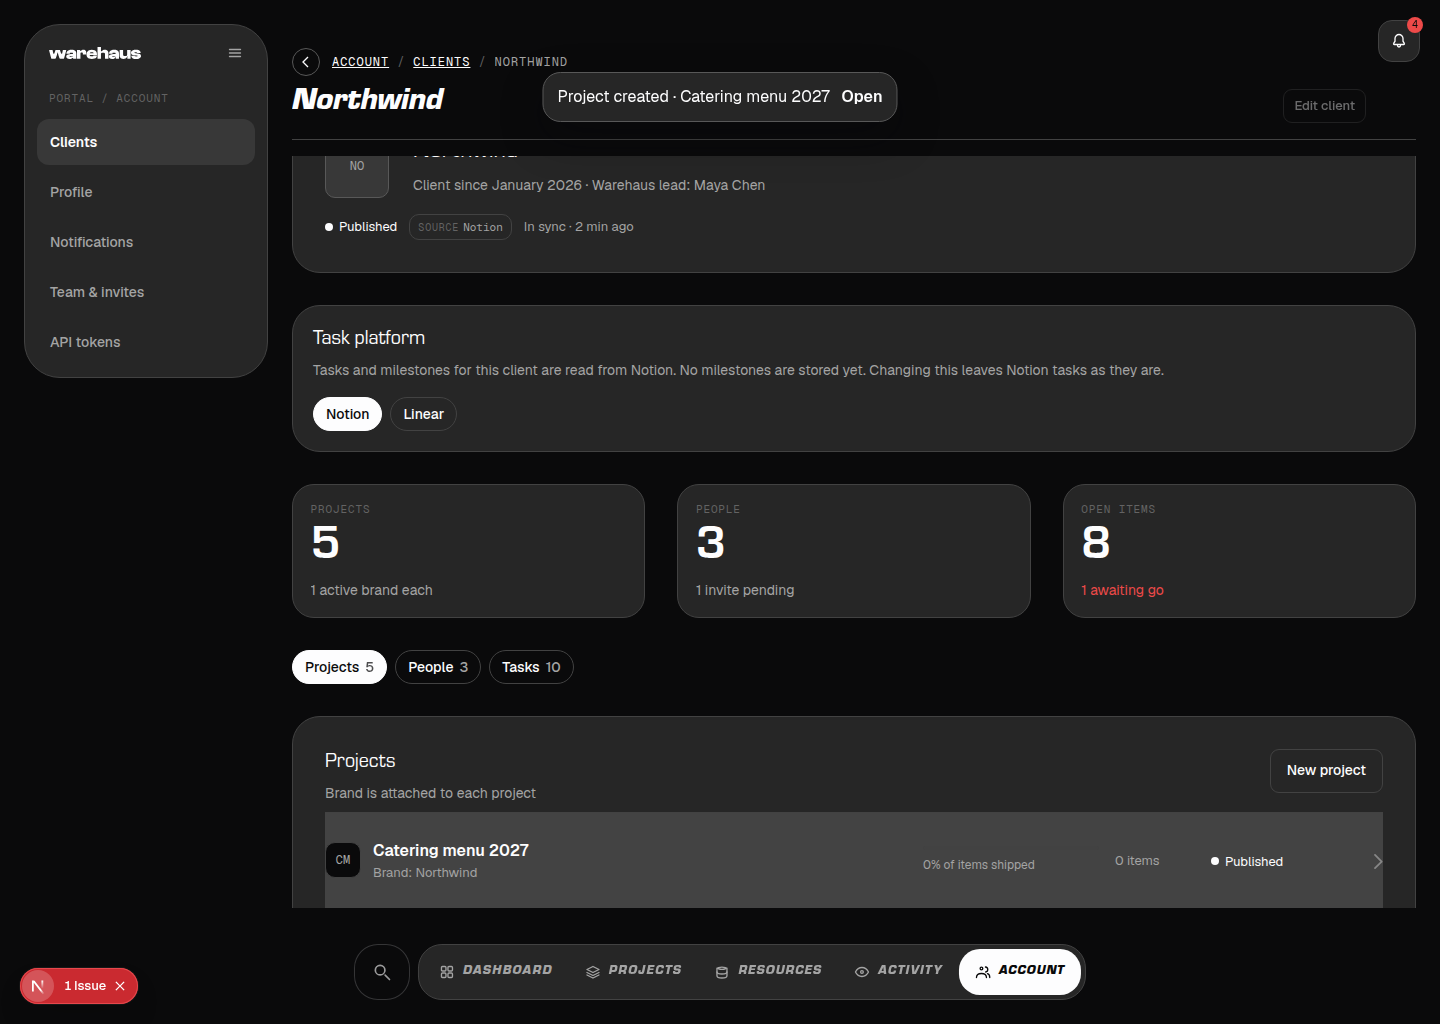 warehaus
PORTAL / ACCOUNT
Clients
Profile
Notifications
Team & invites
API tokens
ACCOUNT / CLIENTS / NORTHWIND
Northwind
Project created · Catering menu 2027 Open
Edit client
4
NO
Client since January 2026 · Warehaus lead: Maya Chen
Published SOURCE Notion In sync · 2 min ago
Task platform
Tasks and milestones for this client are read from Notion. No milestones are stored yet. Changing this leaves Notion tasks as they are.
Notion Linear
PROJECTS
5
1 active brand each
PEOPLE
3
1 invite pending
OPEN ITEMS
8
1 awaiting go
Projects 5 People 3 Tasks 10
Projects
Brand is attached to each project
New project
CM
Catering menu 2027
Brand: Northwind
0% of items shipped
0 items
Published
DASHBOARD PROJECTS RESOURCES ACTIVITY ACCOUNT
N 1 Issue